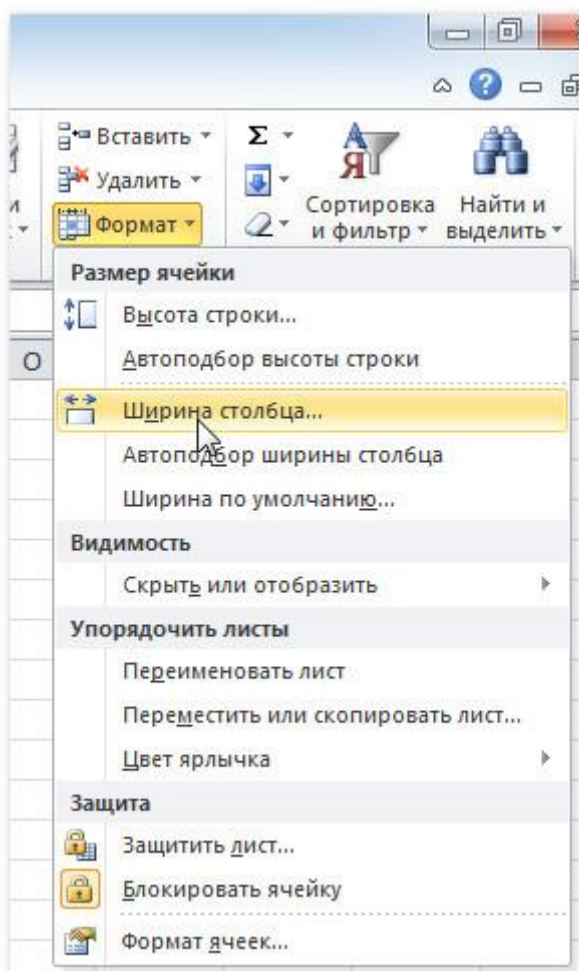 Вставить
Удалить
Формат
Σ
А
Я
Сортировка
и фильтр
Найти и
выделить
Размер ячейки
Высота строки...
Автоподбор высоты строки
O
Ширина столбца...
Автоподбор ширины столбца
Ширина по умолчанию...
Видимость
Скрыть или отобразить
Упорядочить листы
Переименовать лист
Переместить или скопировать лист...
Цвет ярлычка
Защита
Защитить лист...
Блокировать ячейку
Формат ячеек...